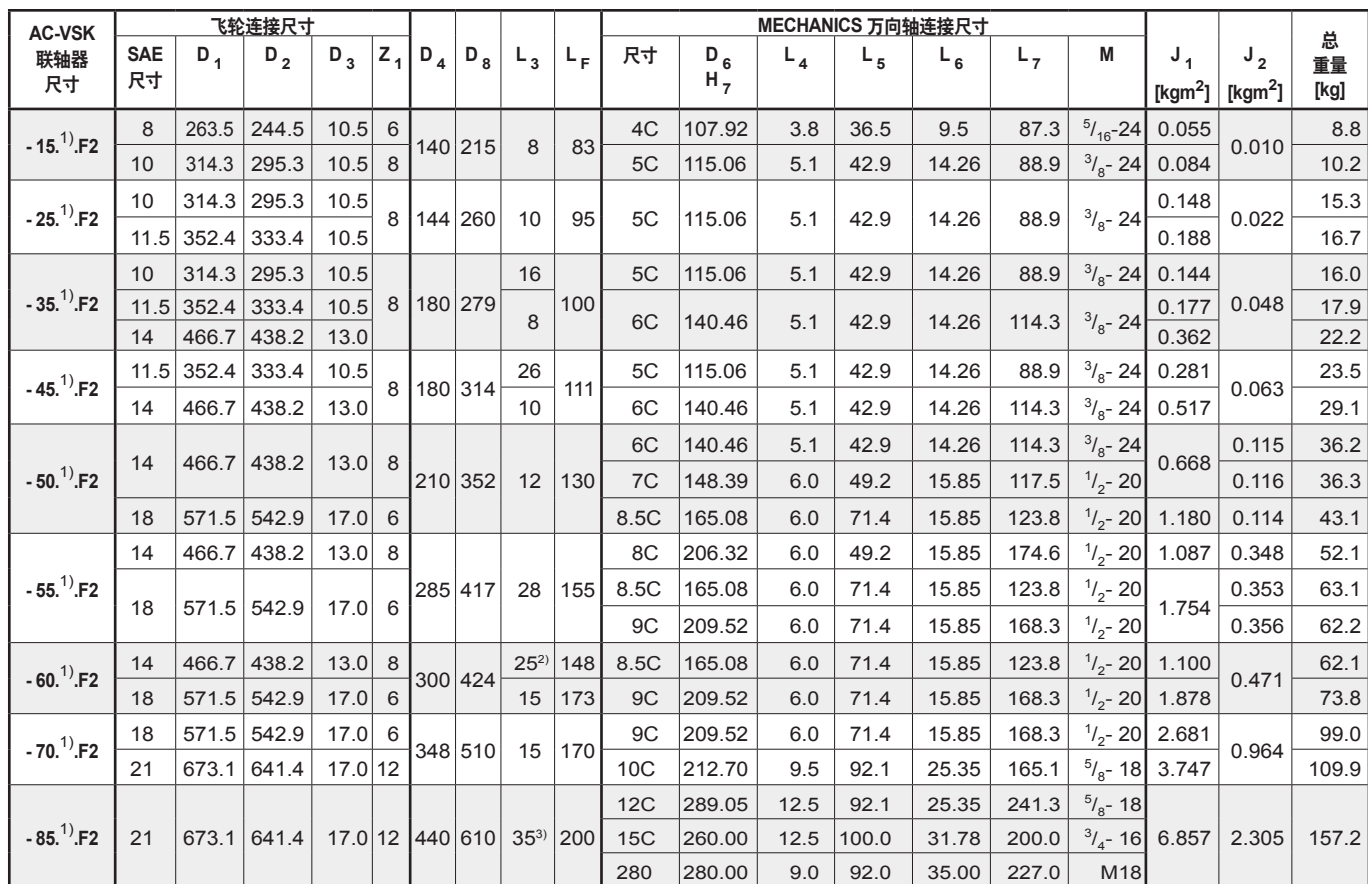 AC-VSK 联轴器 尺寸 飞轮连接尺寸 D 4 D 8 L 3 L F MECHANICS 万向轴连接尺寸 J 1 [kgm2] J 2 [kgm2] 总 重量 [kg]
SAE 尺寸 D 1 D 2 D 3 Z 1 尺寸 D 6 H 7 L 4 L 5 L 6 L 7 M
- 15.1).F2 8 263.5 244.5 10.5 6 140 215 8 83 4C 107.92 3.8 36.5 9.5 87.3 5/16-24 0.055 0.010 8.8
10 314.3 295.3 10.5 8 5C 115.06 5.1 42.9 14.26 88.9 3/8- 24 0.084 10.2
- 25.1).F2 10 314.3 295.3 10.5 8 144 260 10 95 5C 115.06 5.1 42.9 14.26 88.9 3/8- 24 0.148 0.022 15.3
11.5 352.4 333.4 10.5 0.188 16.7
- 35.1).F2 10 314.3 295.3 10.5 8 180 279 16 100 5C 115.06 5.1 42.9 14.26 88.9 3/8- 24 0.144 0.048 16.0
11.5 352.4 333.4 10.5 8 6C 140.46 5.1 42.9 14.26 114.3 3/8- 24 0.177 17.9
14 466.7 438.2 13.0 0.362 22.2
- 45.1).F2 11.5 352.4 333.4 10.5 8 180 314 26 111 5C 115.06 5.1 42.9 14.26 88.9 3/8- 24 0.281 0.063 23.5
14 466.7 438.2 13.0 10 6C 140.46 5.1 42.9 14.26 114.3 3/8- 24 0.517 29.1
- 50.1).F2 14 466.7 438.2 13.0 8 210 352 12 130 6C 140.46 5.1 42.9 14.26 114.3 3/8- 24 0.668 0.115 36.2
7C 148.39 6.0 49.2 15.85 117.5 1/2- 20 0.116 36.3
18 571.5 542.9 17.0 6 8.5C 165.08 6.0 71.4 15.85 123.8 1/2- 20 1.180 0.114 43.1
- 55.1).F2 14 466.7 438.2 13.0 8 285 417 28 155 8C 206.32 6.0 49.2 15.85 174.6 1/2- 20 1.087 0.348 52.1
18 571.5 542.9 17.0 6 8.5C 165.08 6.0 71.4 15.85 123.8 1/2- 20 1.754 0.353 63.1
9C 209.52 6.0 71.4 15.85 168.3 1/2- 20 0.356 62.2
- 60.1).F2 14 466.7 438.2 13.0 8 300 424 252) 148 8.5C 165.08 6.0 71.4 15.85 123.8 1/2- 20 1.100 0.471 62.1
18 571.5 542.9 17.0 6 15 173 9C 209.52 6.0 71.4 15.85 168.3 1/2- 20 1.878 73.8
- 70.1).F2 18 571.5 542.9 17.0 6 348 510 15 170 9C 209.52 6.0 71.4 15.85 168.3 1/2- 20 2.681 0.964 99.0
21 673.1 641.4 17.0 12 10C 212.70 9.5 92.1 25.35 165.1 5/8- 18 3.747 109.9
- 85.1).F2 21 673.1 641.4 17.0 12 440 610 353) 200 12C 289.05 12.5 92.1 25.35 241.3 5/8- 18 6.857 2.305 157.2
15C 260.00 12.5 100.0 31.78 200.0 3/4- 16
280 280.00 9.0 92.0 35.00 227.0 M18